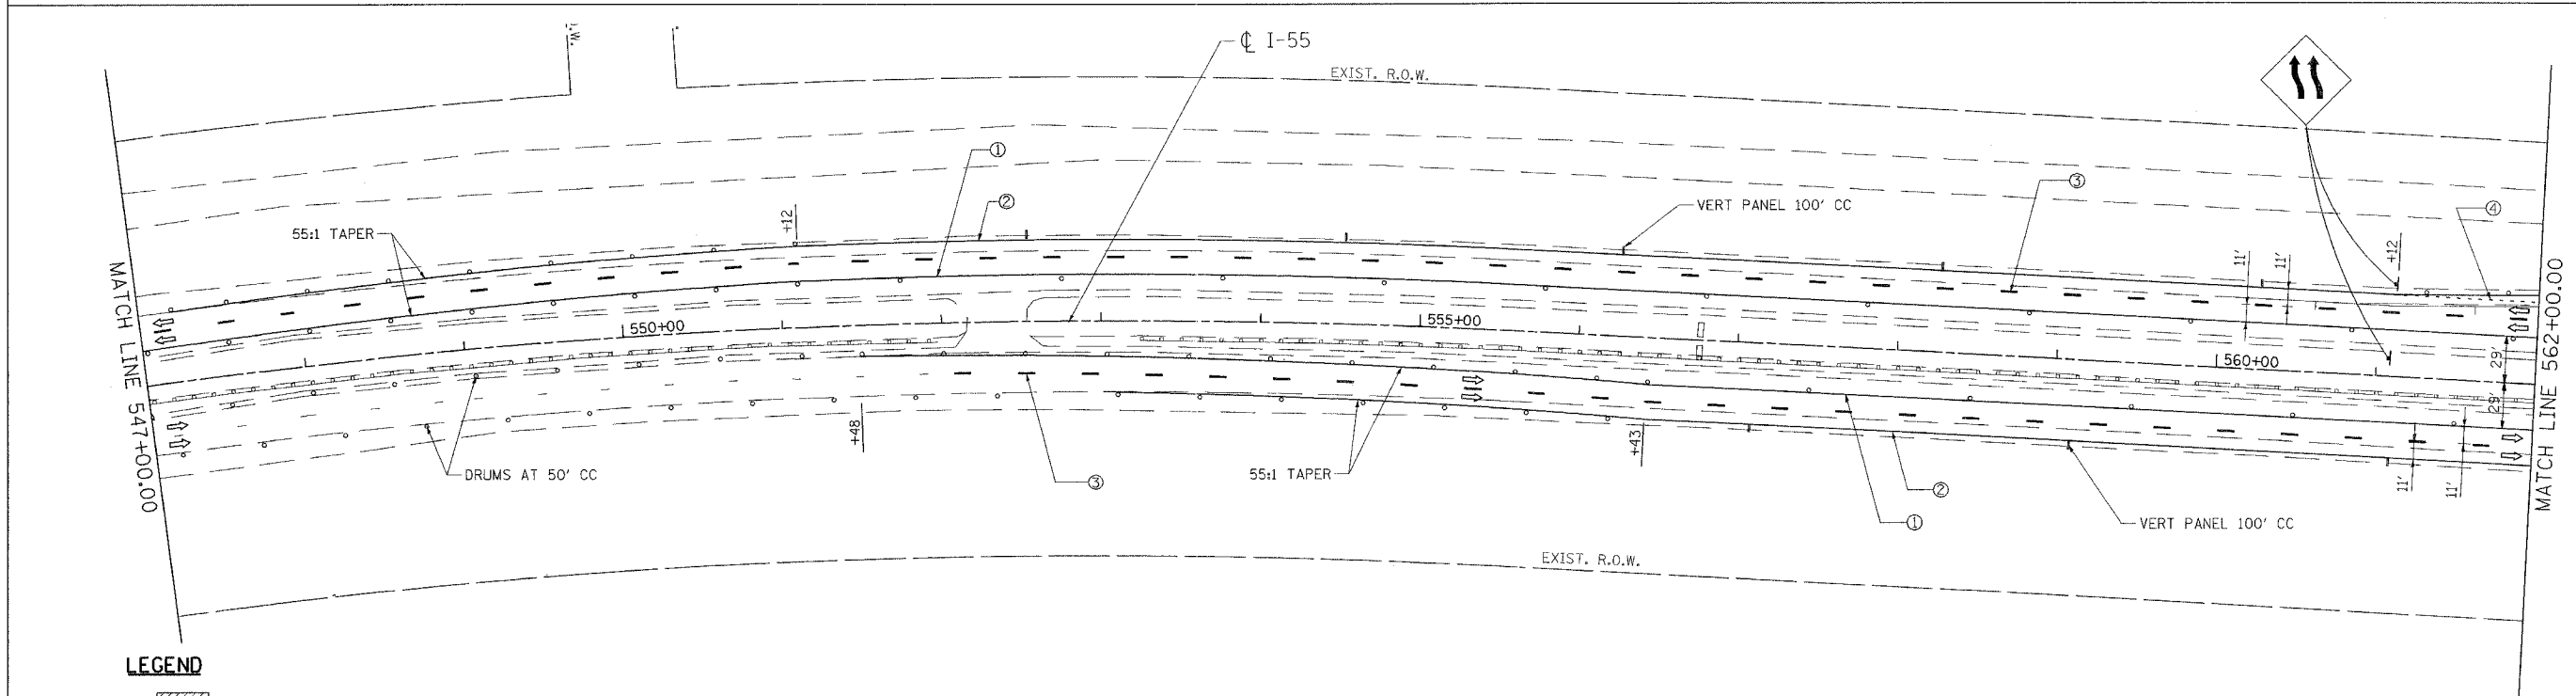 .W.
℄ I-55
EXIST. R.O.W.
①
②
③
VERT PANEL 100' CC
④
55:1 TAPER
+12
+12
11'
11'
MATCH LINE 547+00.00
550+00
555+00
560+00
29'
29'
MATCH LINE 562+00.00
+48
+43
DRUMS AT 50' CC
③
55:1 TAPER
②
①
VERT PANEL 100' CC
11'
11'
EXIST. R.O.W.
LEGEND